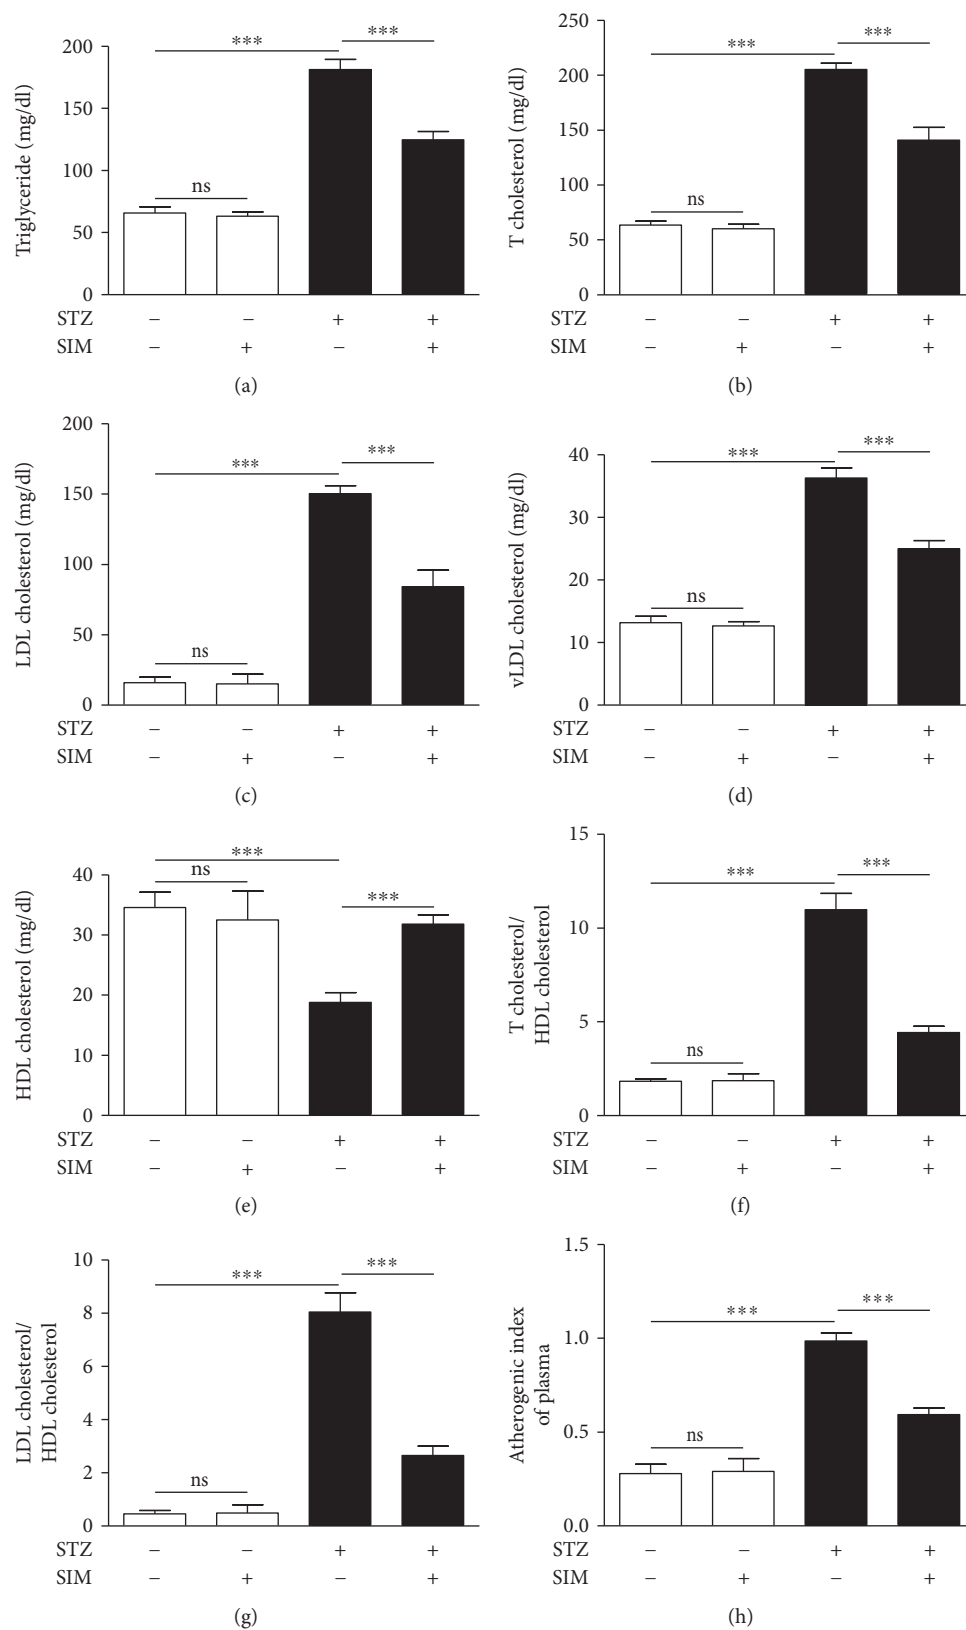 ***
***
200
150
100
50
0
Triglyceride (mg/dl)
ns
STZ − − + +
SIM − + − +
(a)
***
***
250
200
150
100
50
0
T cholesterol (mg/dl)
ns
STZ − − + +
SIM − + − +
(b)
***
***
200
150
100
50
0
LDL cholesterol (mg/dl)
ns
STZ − − + +
SIM − + − +
(c)
***
***
40
30
20
10
0
vLDL cholesterol (mg/dl)
ns
STZ − − + +
SIM − + − +
(d)
***
ns
***
40
30
20
10
0
HDL cholesterol (mg/dl)
STZ − − + +
SIM − + − +
(e)
***
***
15
10
5
0
T cholesterol/
HDL cholesterol
ns
STZ − − + +
SIM − + − +
(f)
***
***
10
8
6
4
2
0
LDL cholesterol/
HDL cholesterol
ns
STZ − − + +
SIM − + − +
(g)
***
***
1.5
1.0
0.5
0.0
Atherogenic index
of plasma
ns
STZ − − + +
SIM − + − +
(h)